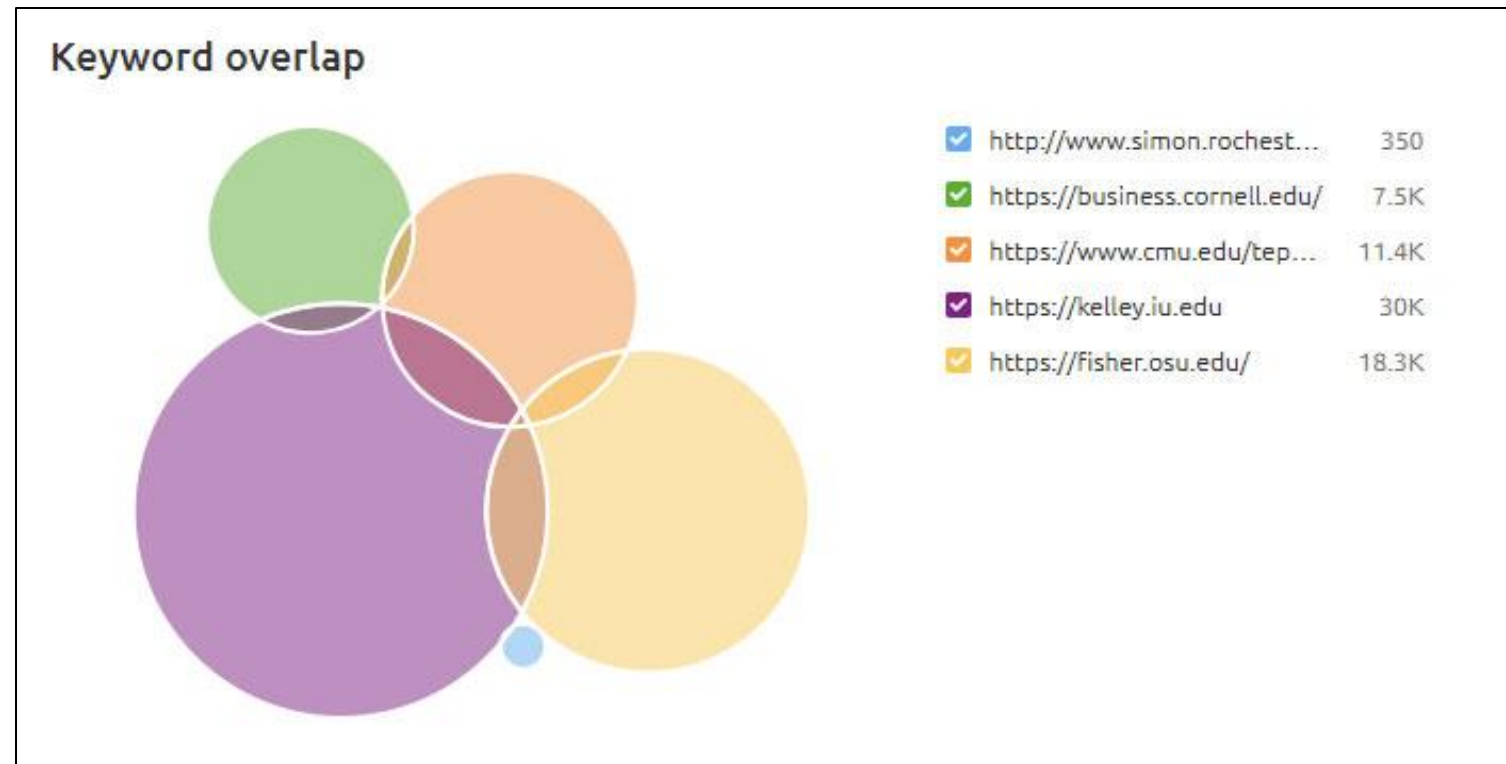 Keyword overlap
http://www.simon.rochest... 350
https://business.cornell.edu/ 7.5K
https://www.cmu.edu/tep... 11.4K
https://kelley.iu.edu 30K
https://fisher.osu.edu/ 18.3K